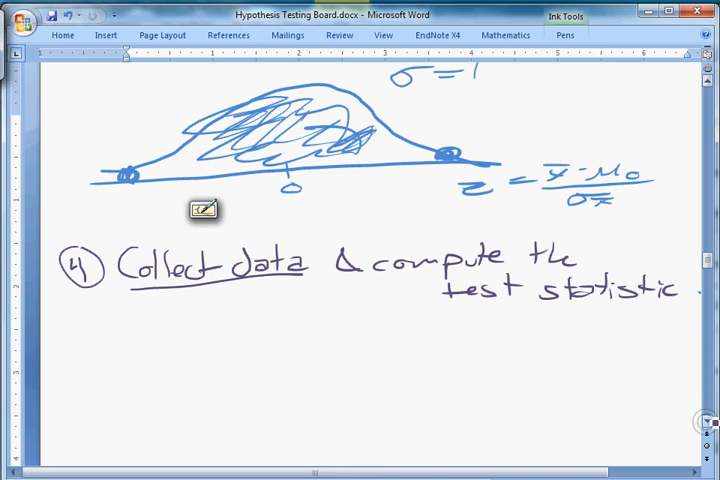 Hypothesis Testing Board.docx - Microsoft Word
Ink Tools
Home Insert Page Layout References Mailings Review View EndNote X4 Mathematics Pens
σ = 1
0
z = x̄ - μ₀ / σx̄
④ Collect data & compute the
test statistic.